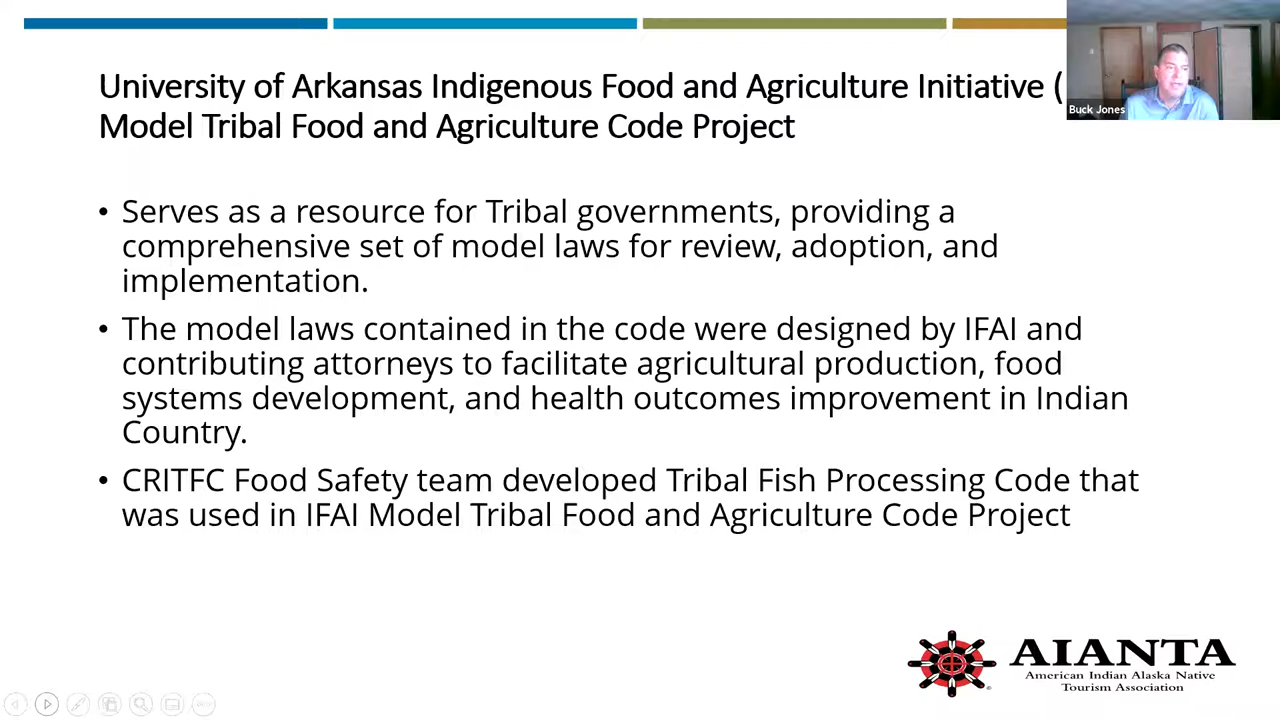 University of Arkansas Indigenous Food and Agriculture Initiative (
Model Tribal Food and Agriculture Code Project
Buck Jones
• Serves as a resource for Tribal governments, providing a
comprehensive set of model laws for review, adoption, and
implementation.
• The model laws contained in the code were designed by IFAI and
contributing attorneys to facilitate agricultural production, food
systems development, and health outcomes improvement in Indian
Country.
• CRITFC Food Safety team developed Tribal Fish Processing Code that
was used in IFAI Model Tribal Food and Agriculture Code Project
AIANTA
American Indian Alaska Native
Tourism Association